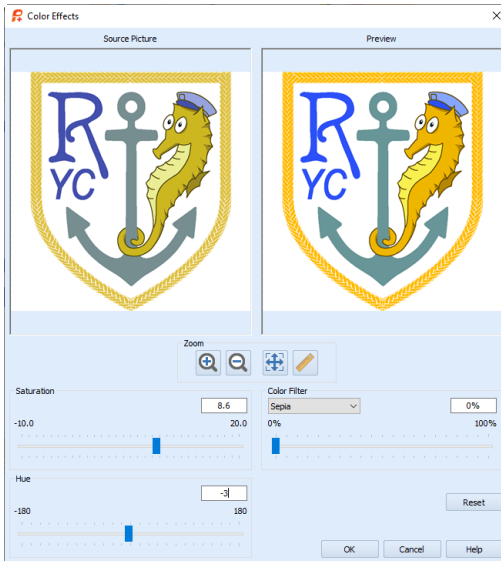 Color Effects
Source Picture
Preview
R
YC
R
YC
Zoom
Saturation
8.6
-10.0 20.0
Color Filter
Sepia 0%
0% 100%
Hue
-3
-180 180
Reset
OK Cancel Help